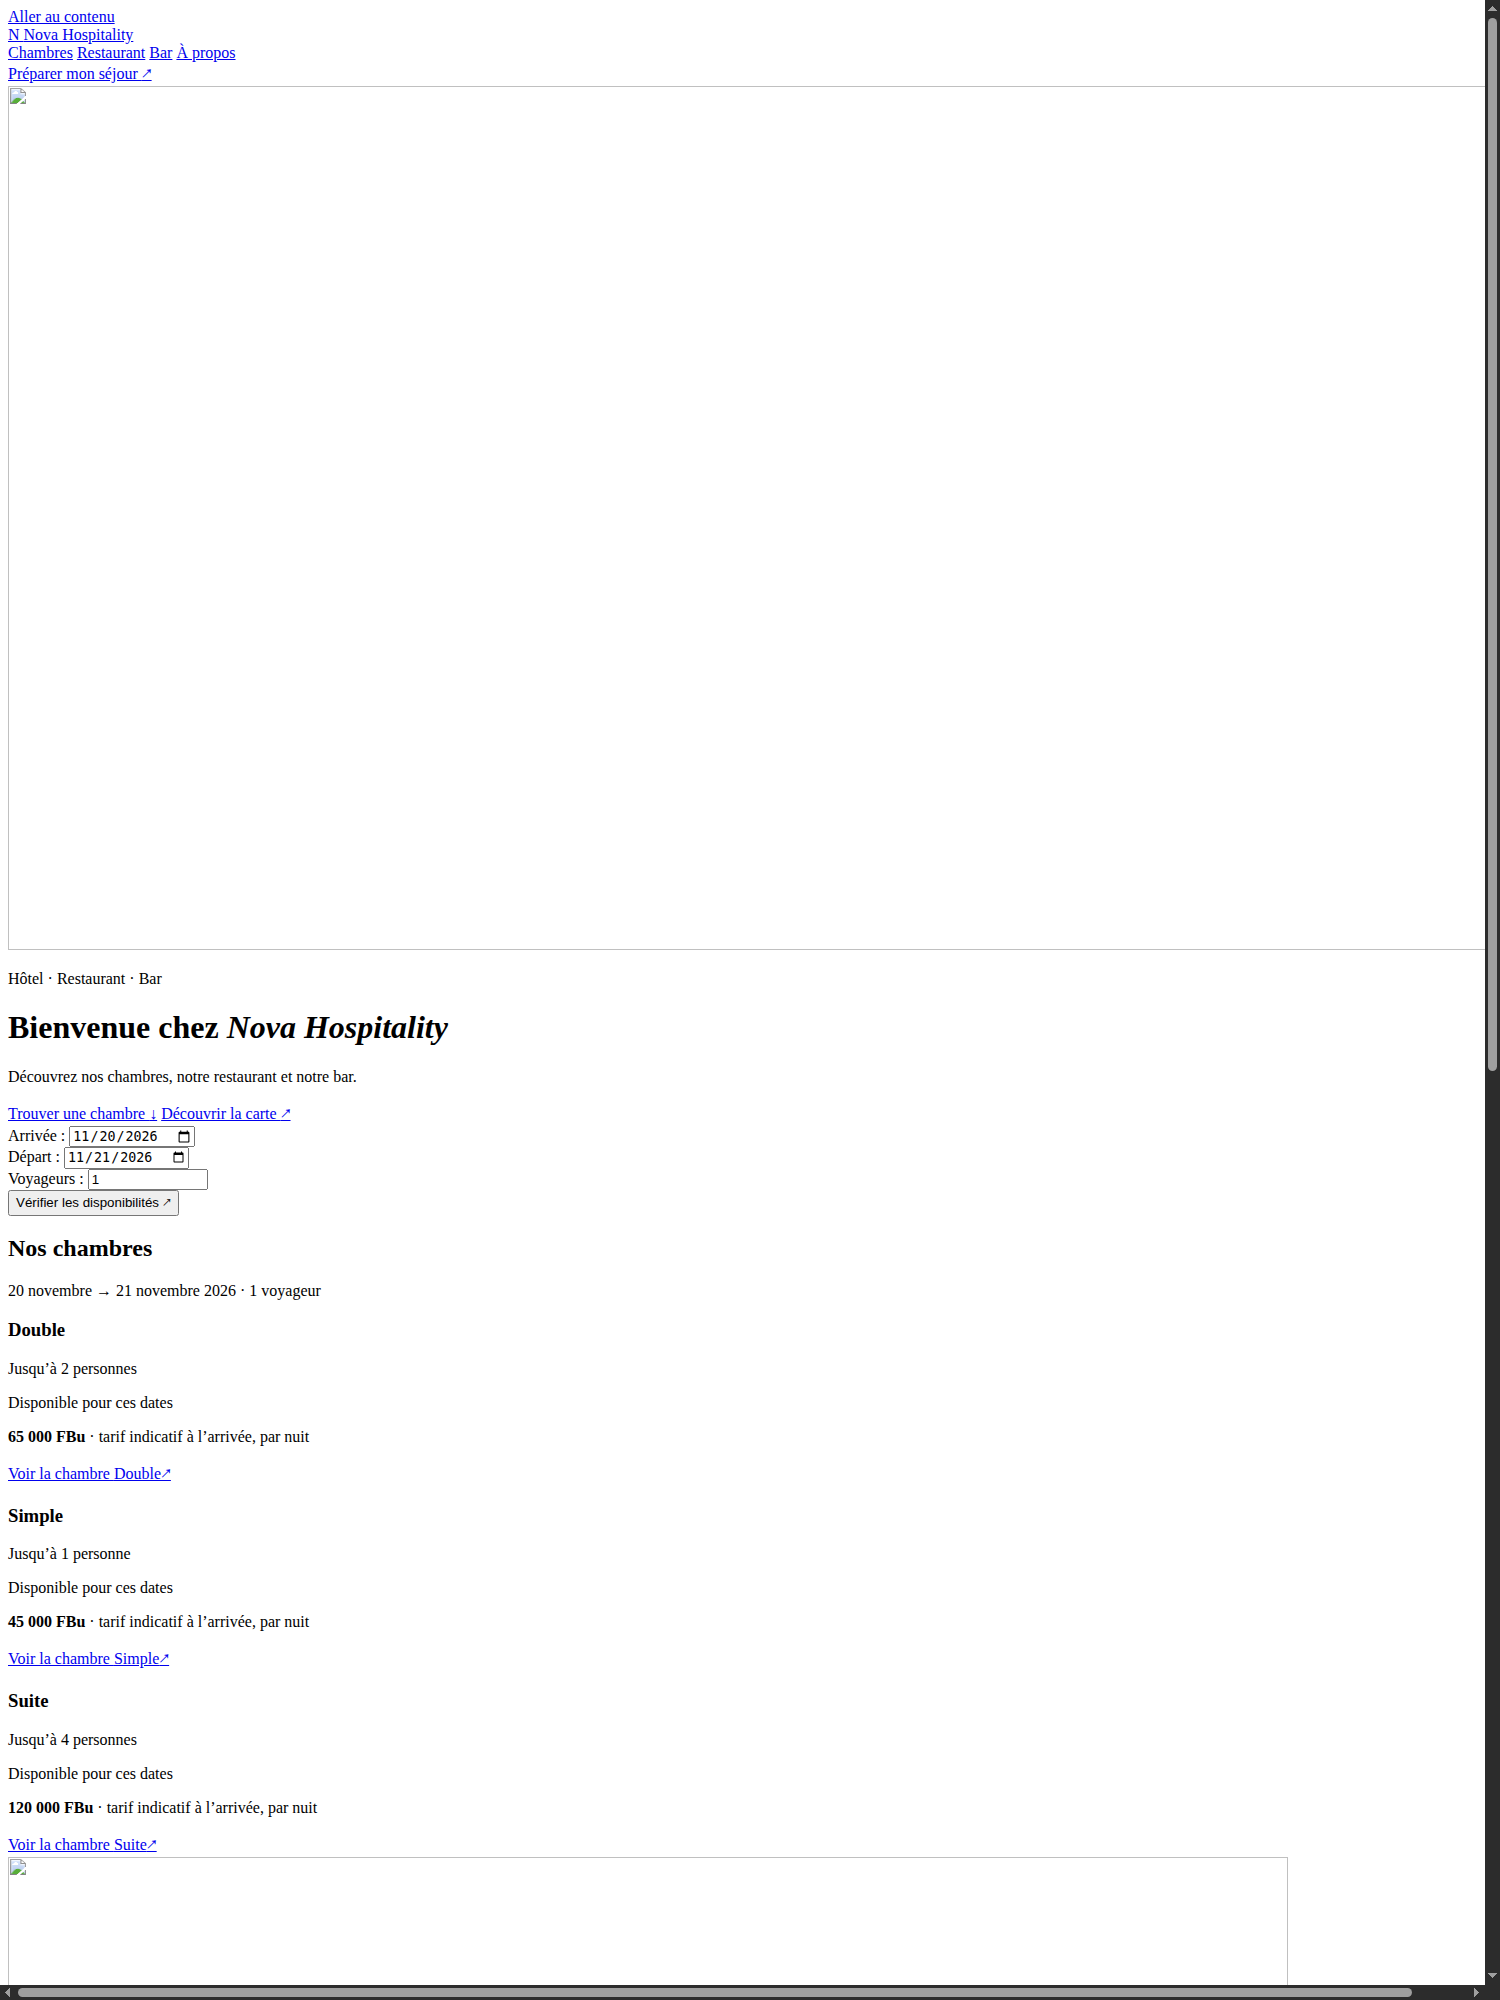 Aller au contenu
N Nova Hospitality
Chambres Restaurant Bar À propos
Préparer mon séjour ↗
Hôtel · Restaurant · Bar
Bienvenue chez Nova Hospitality
Découvrez nos chambres, notre restaurant et notre bar.
Trouver une chambre ↓ Découvrir la carte ↗
Arrivée : 11/20/2026
Départ : 11/21/2026
Voyageurs : 1
Vérifier les disponibilités ↗
Nos chambres
20 novembre → 21 novembre 2026 · 1 voyageur
Double
Jusqu’à 2 personnes
Disponible pour ces dates
65 000 FBu · tarif indicatif à l’arrivée, par nuit
Voir la chambre Double↗
Simple
Jusqu’à 1 personne
Disponible pour ces dates
45 000 FBu · tarif indicatif à l’arrivée, par nuit
Voir la chambre Simple↗
Suite
Jusqu’à 4 personnes
Disponible pour ces dates
120 000 FBu · tarif indicatif à l’arrivée, par nuit
Voir la chambre Suite↗